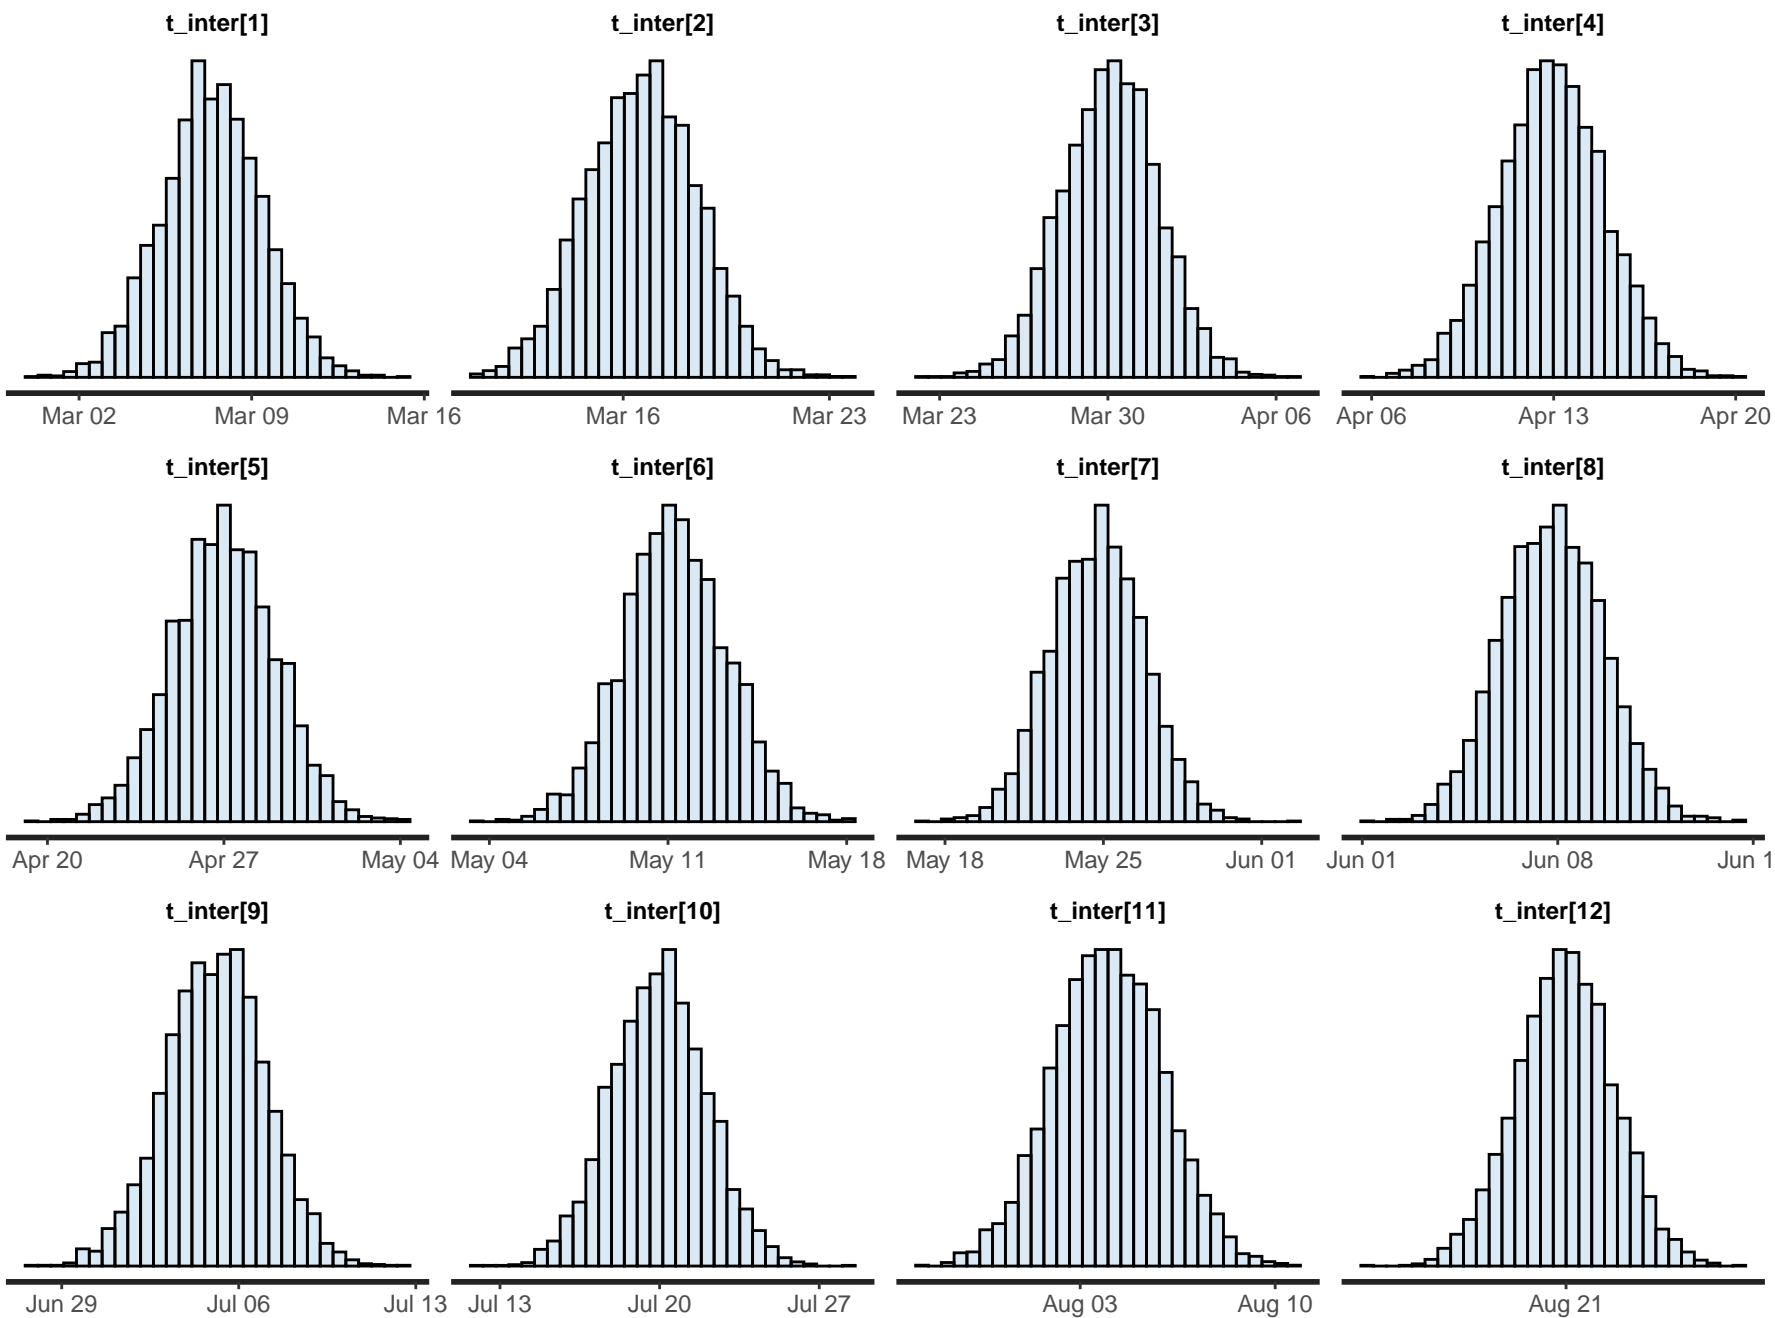 t_inter[1] t_inter[2] t_inter[3] t_inter[4]
Mar 02 Mar 09 Mar 16 Mar 16 Mar 23 Mar 23 Mar 30 Apr 06 Apr 06 Apr 13 Apr 20
t_inter[5] t_inter[6] t_inter[7] t_inter[8]
Apr 20 Apr 27 May 04 May 04 May 11 May 18 May 18 May 25 Jun 01 Jun 01 Jun 08 Jun 1
t_inter[9] t_inter[10] t_inter[11] t_inter[12]
Jun 29 Jul 06 Jul 13 Jul 13 Jul 20 Jul 27 Aug 03 Aug 10 Aug 21